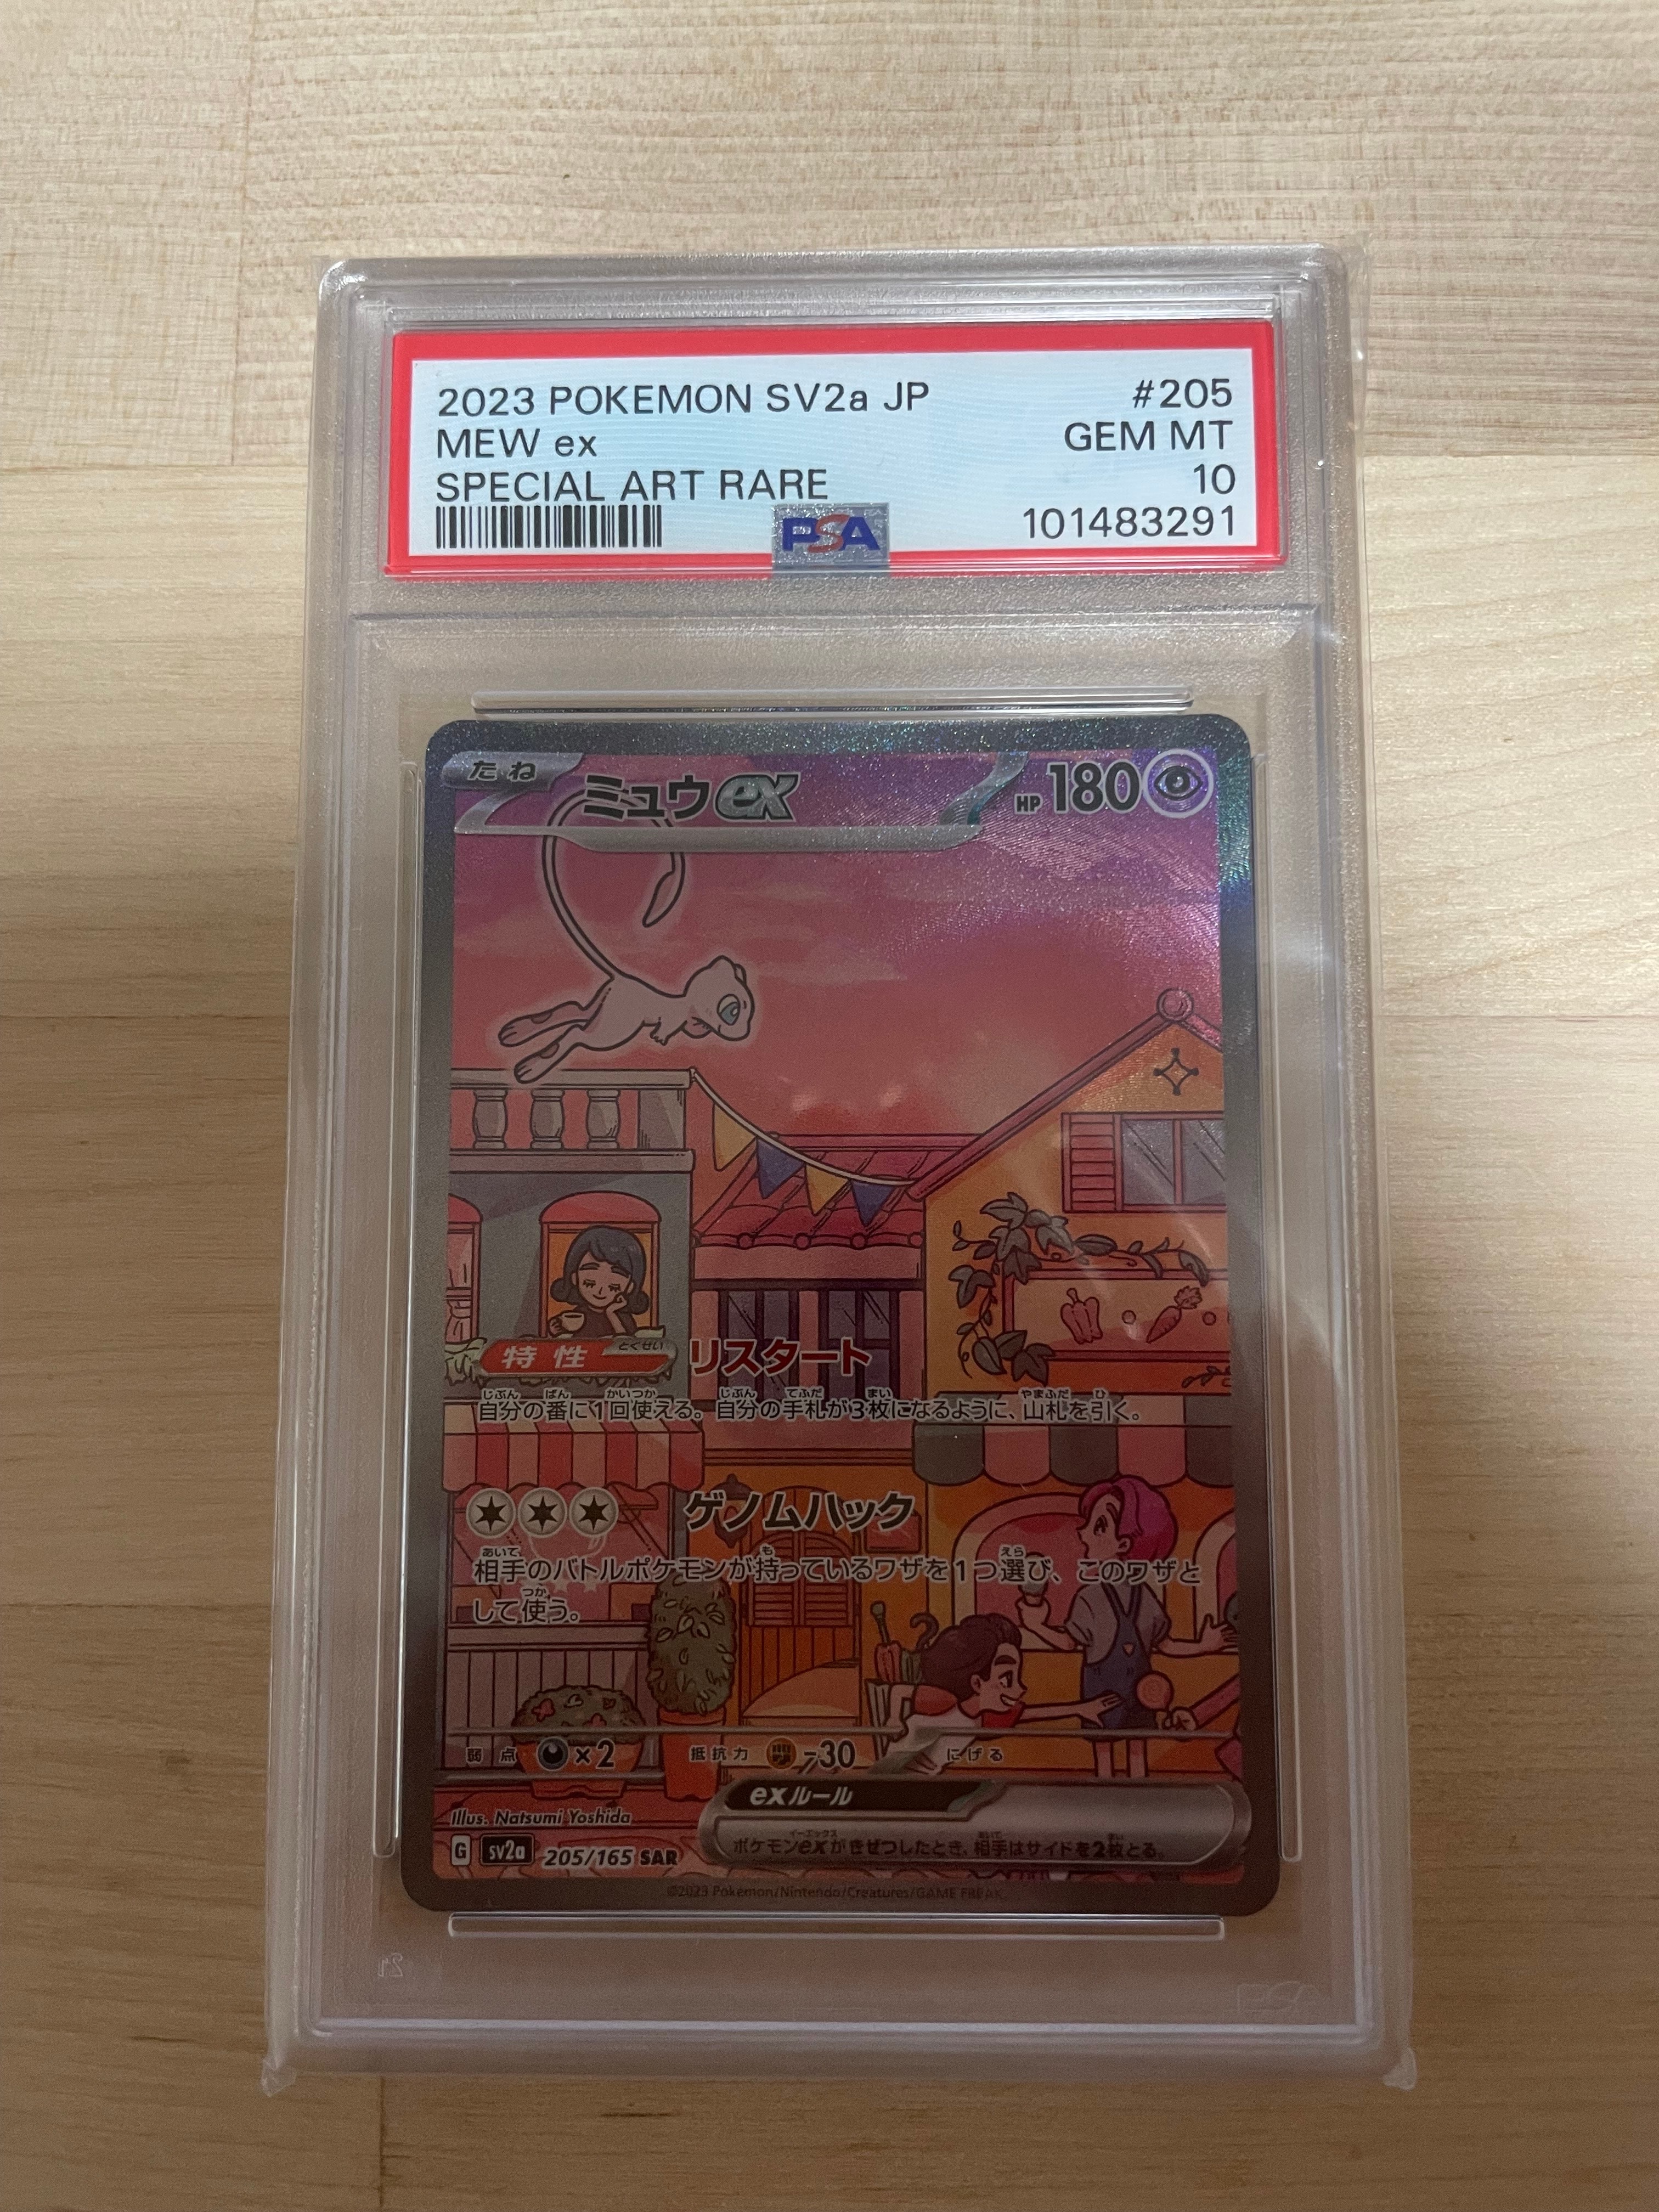 2023 POKEMON SV2a JP #205
MEW ex GEM MT
SPECIAL ART RARE 10
PSA 101483291
たね ミュウex HP 180
特性 とくせい リスタート
じぶん ばん かいつか じぶん てふだ まい やまふだ ひ
自分の番に1回使える。自分の手札が3枚になるように、山札を引く。
ゲノムハック
あいて も えら
相手のバトルポケモンが持っているワザを1つ選び、このワザと
つか
して使う。
弱点 ×2 抵抗力 -30 にげる
exルール
イーエックス あいて まい
ポケモンexがきぜつしたとき、相手はサイドを2枚とる。
Illus. Natsumi Yoshida
G sv2a 205/165 SAR
©2023 Pokémon/Nintendo/Creatures/GAME FREAK.
21
PSA